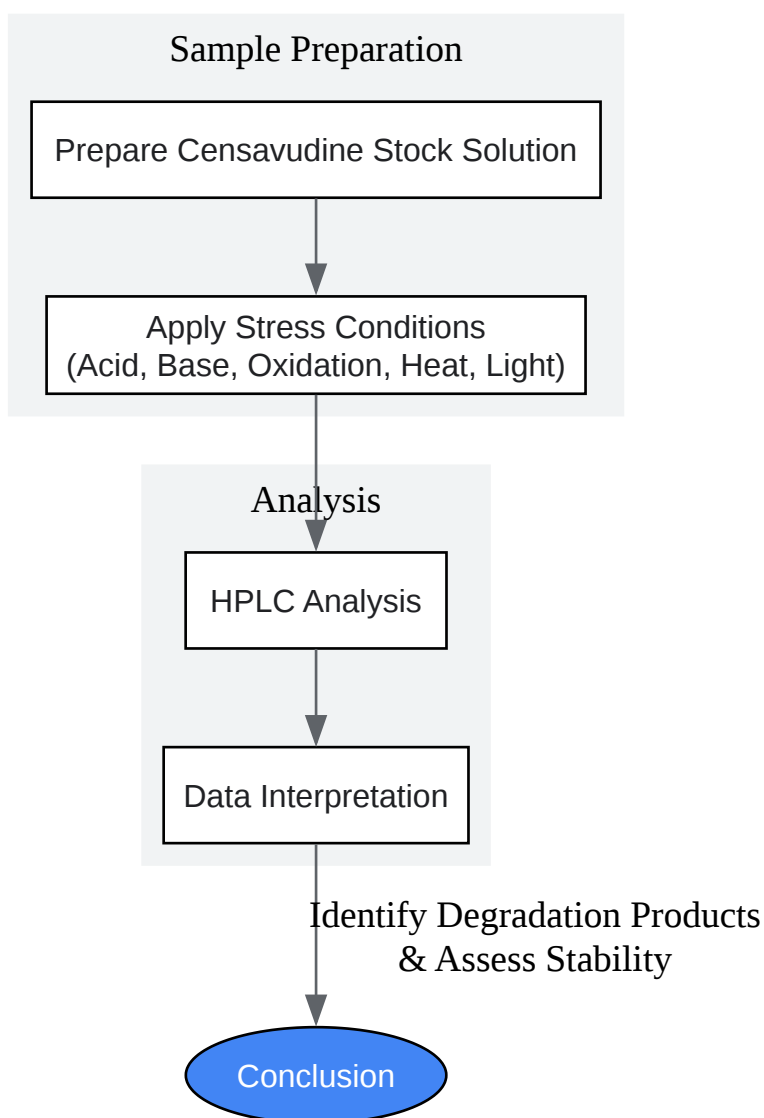 Sample Preparation
Prepare Censavudine Stock Solution
Apply Stress Conditions
(Acid, Base, Oxidation, Heat, Light)
Analysis
HPLC Analysis
Data Interpretation
Identify Degradation Products
& Assess Stability
Conclusion